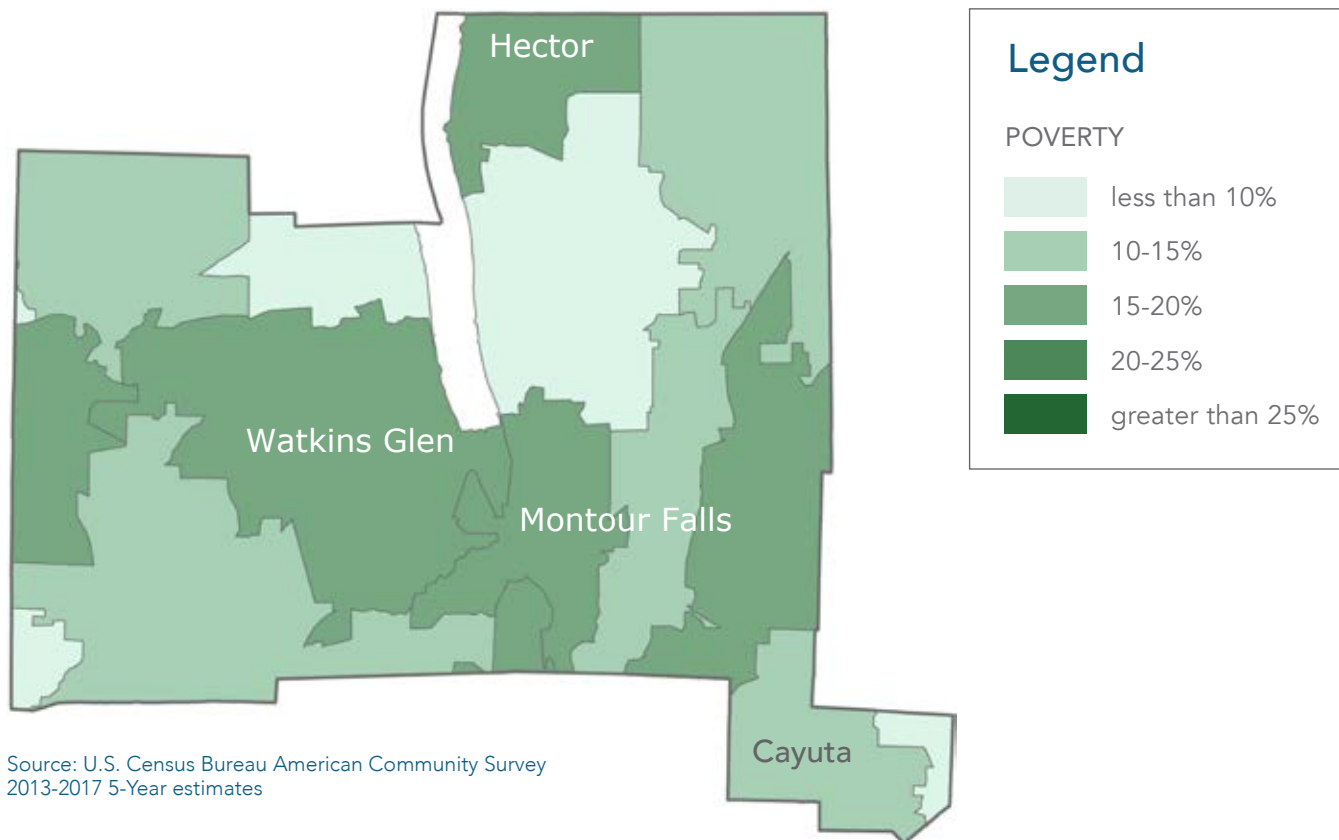 Hector
Watkins Glen
Montour Falls
Cayuta
Legend
POVERTY
less than 10%
10-15%
15-20%
20-25%
greater than 25%
Source: U.S. Census Bureau American Community Survey
2013-2017 5-Year estimates